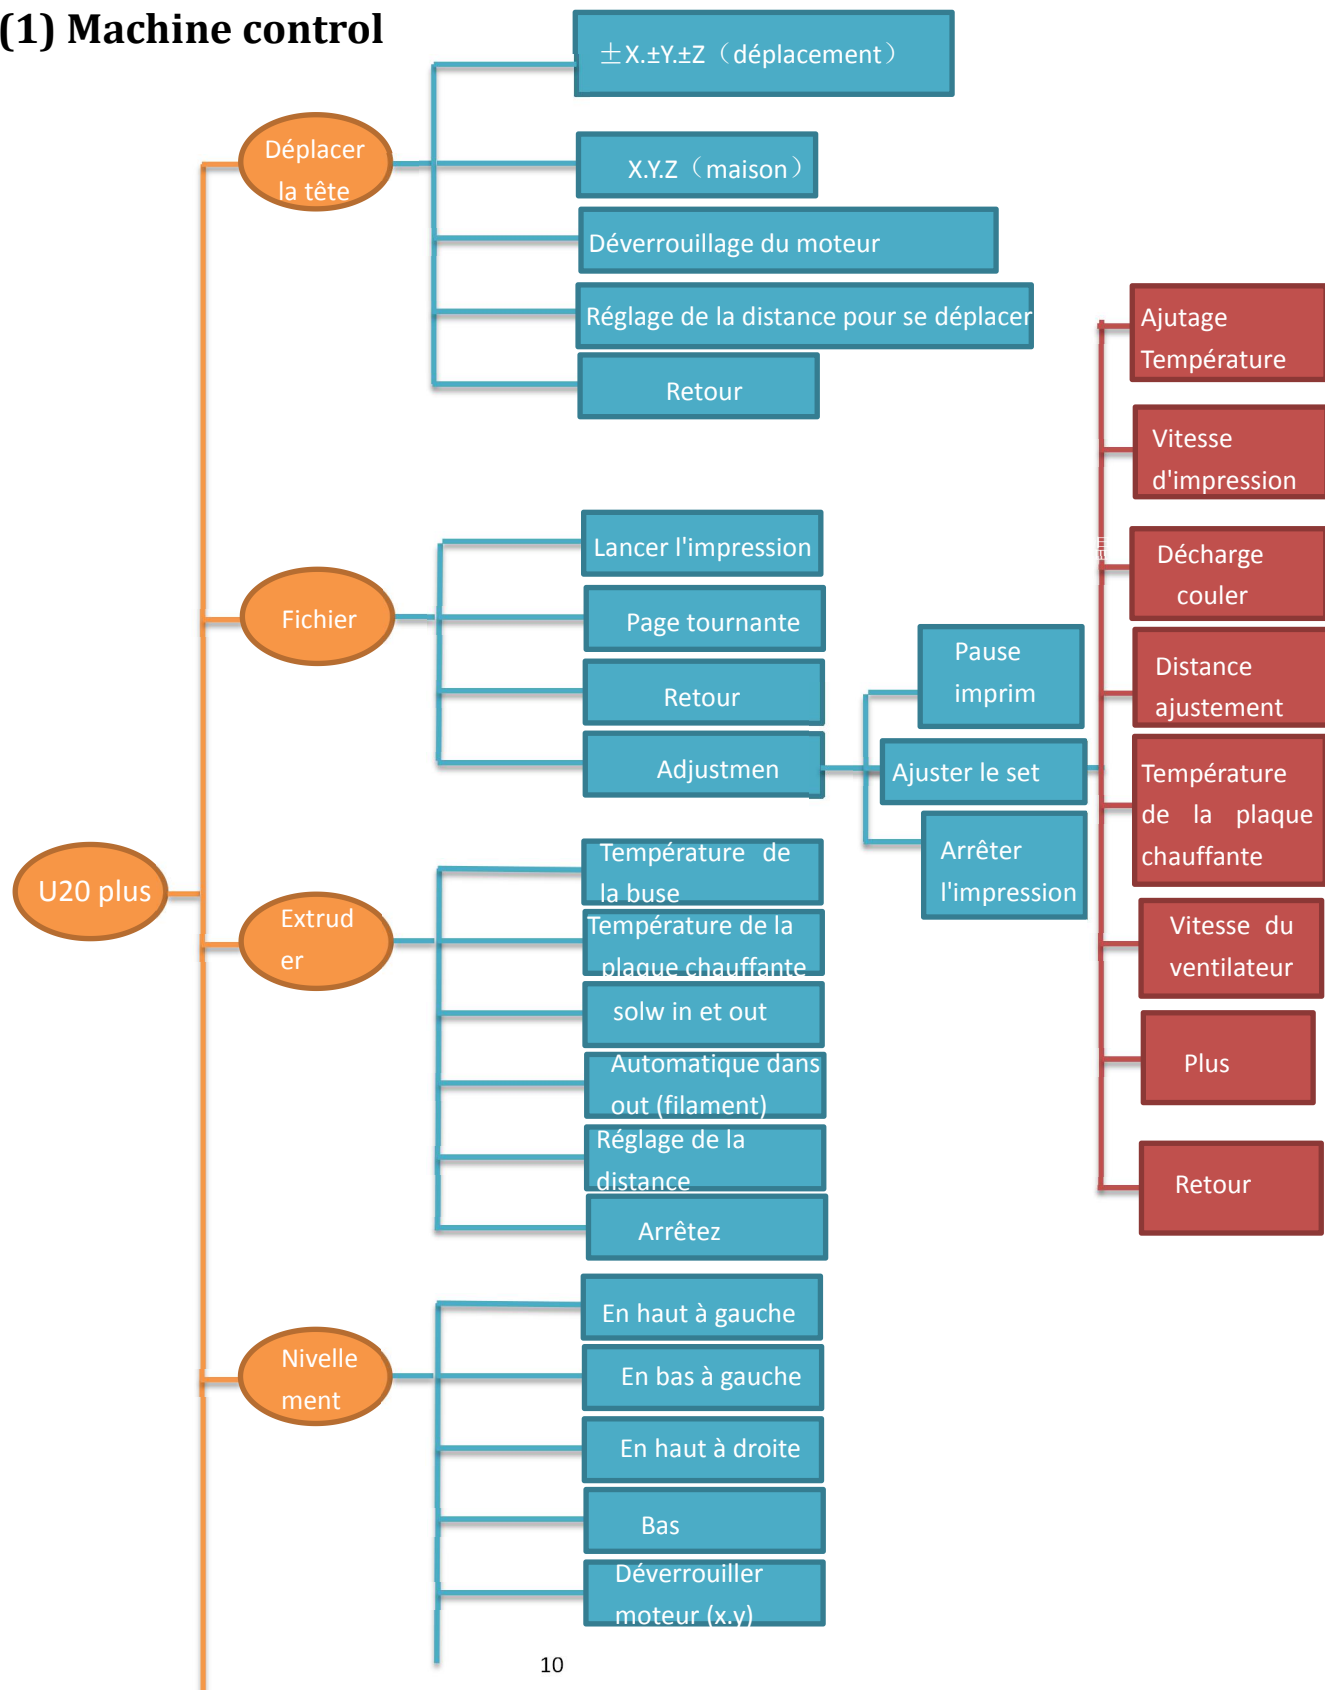 (1) Machine control
±X.±Y.±Z（déplacement）
Déplacer
la tête
X.Y.Z（maison）
Déverrouillage du moteur
Réglage de la distance pour se déplacer
Retour
Ajutage
Température
Vitesse
d'impression
Lancer l'impression
Décharge
couler
Fichier
Page tournante
Pause
imprim
Distance
ajustement
Retour
Adjustmen
Ajuster le set
Température
de la plaque
chauffante
Arrêter
l'impression
U20 plus
Température de
la buse
Extrud
er
Température de la
plaque chauffante
Vitesse du
ventilateur
solw in et out
Automatique dans
out (filament)
Plus
Réglage de la
distance
Retour
Arrêtez
En haut à gauche
Nivelle
ment
En bas à gauche
En haut à droite
Bas
Déverrouiller
moteur (x.y)
10